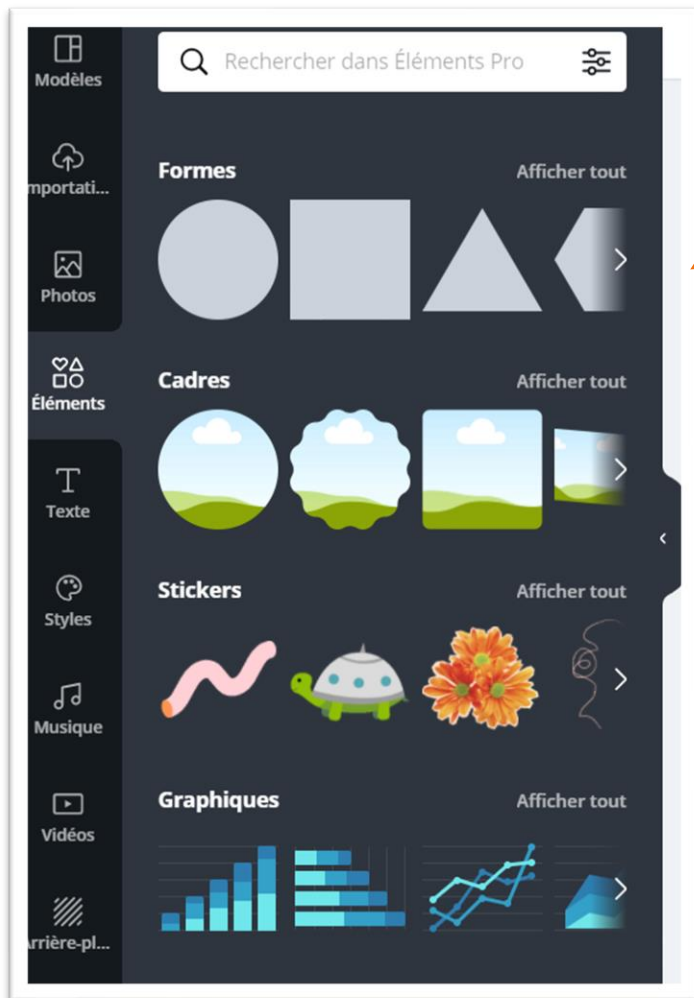 Modèles
mportati...
Photos
Éléments
Texte
Styles
Musique
Vidéos
rrière-pl...
Rechercher dans Éléments Pro
Formes
Afficher tout
Cadres
Afficher tout
Stickers
Afficher tout
Graphiques
Afficher tout